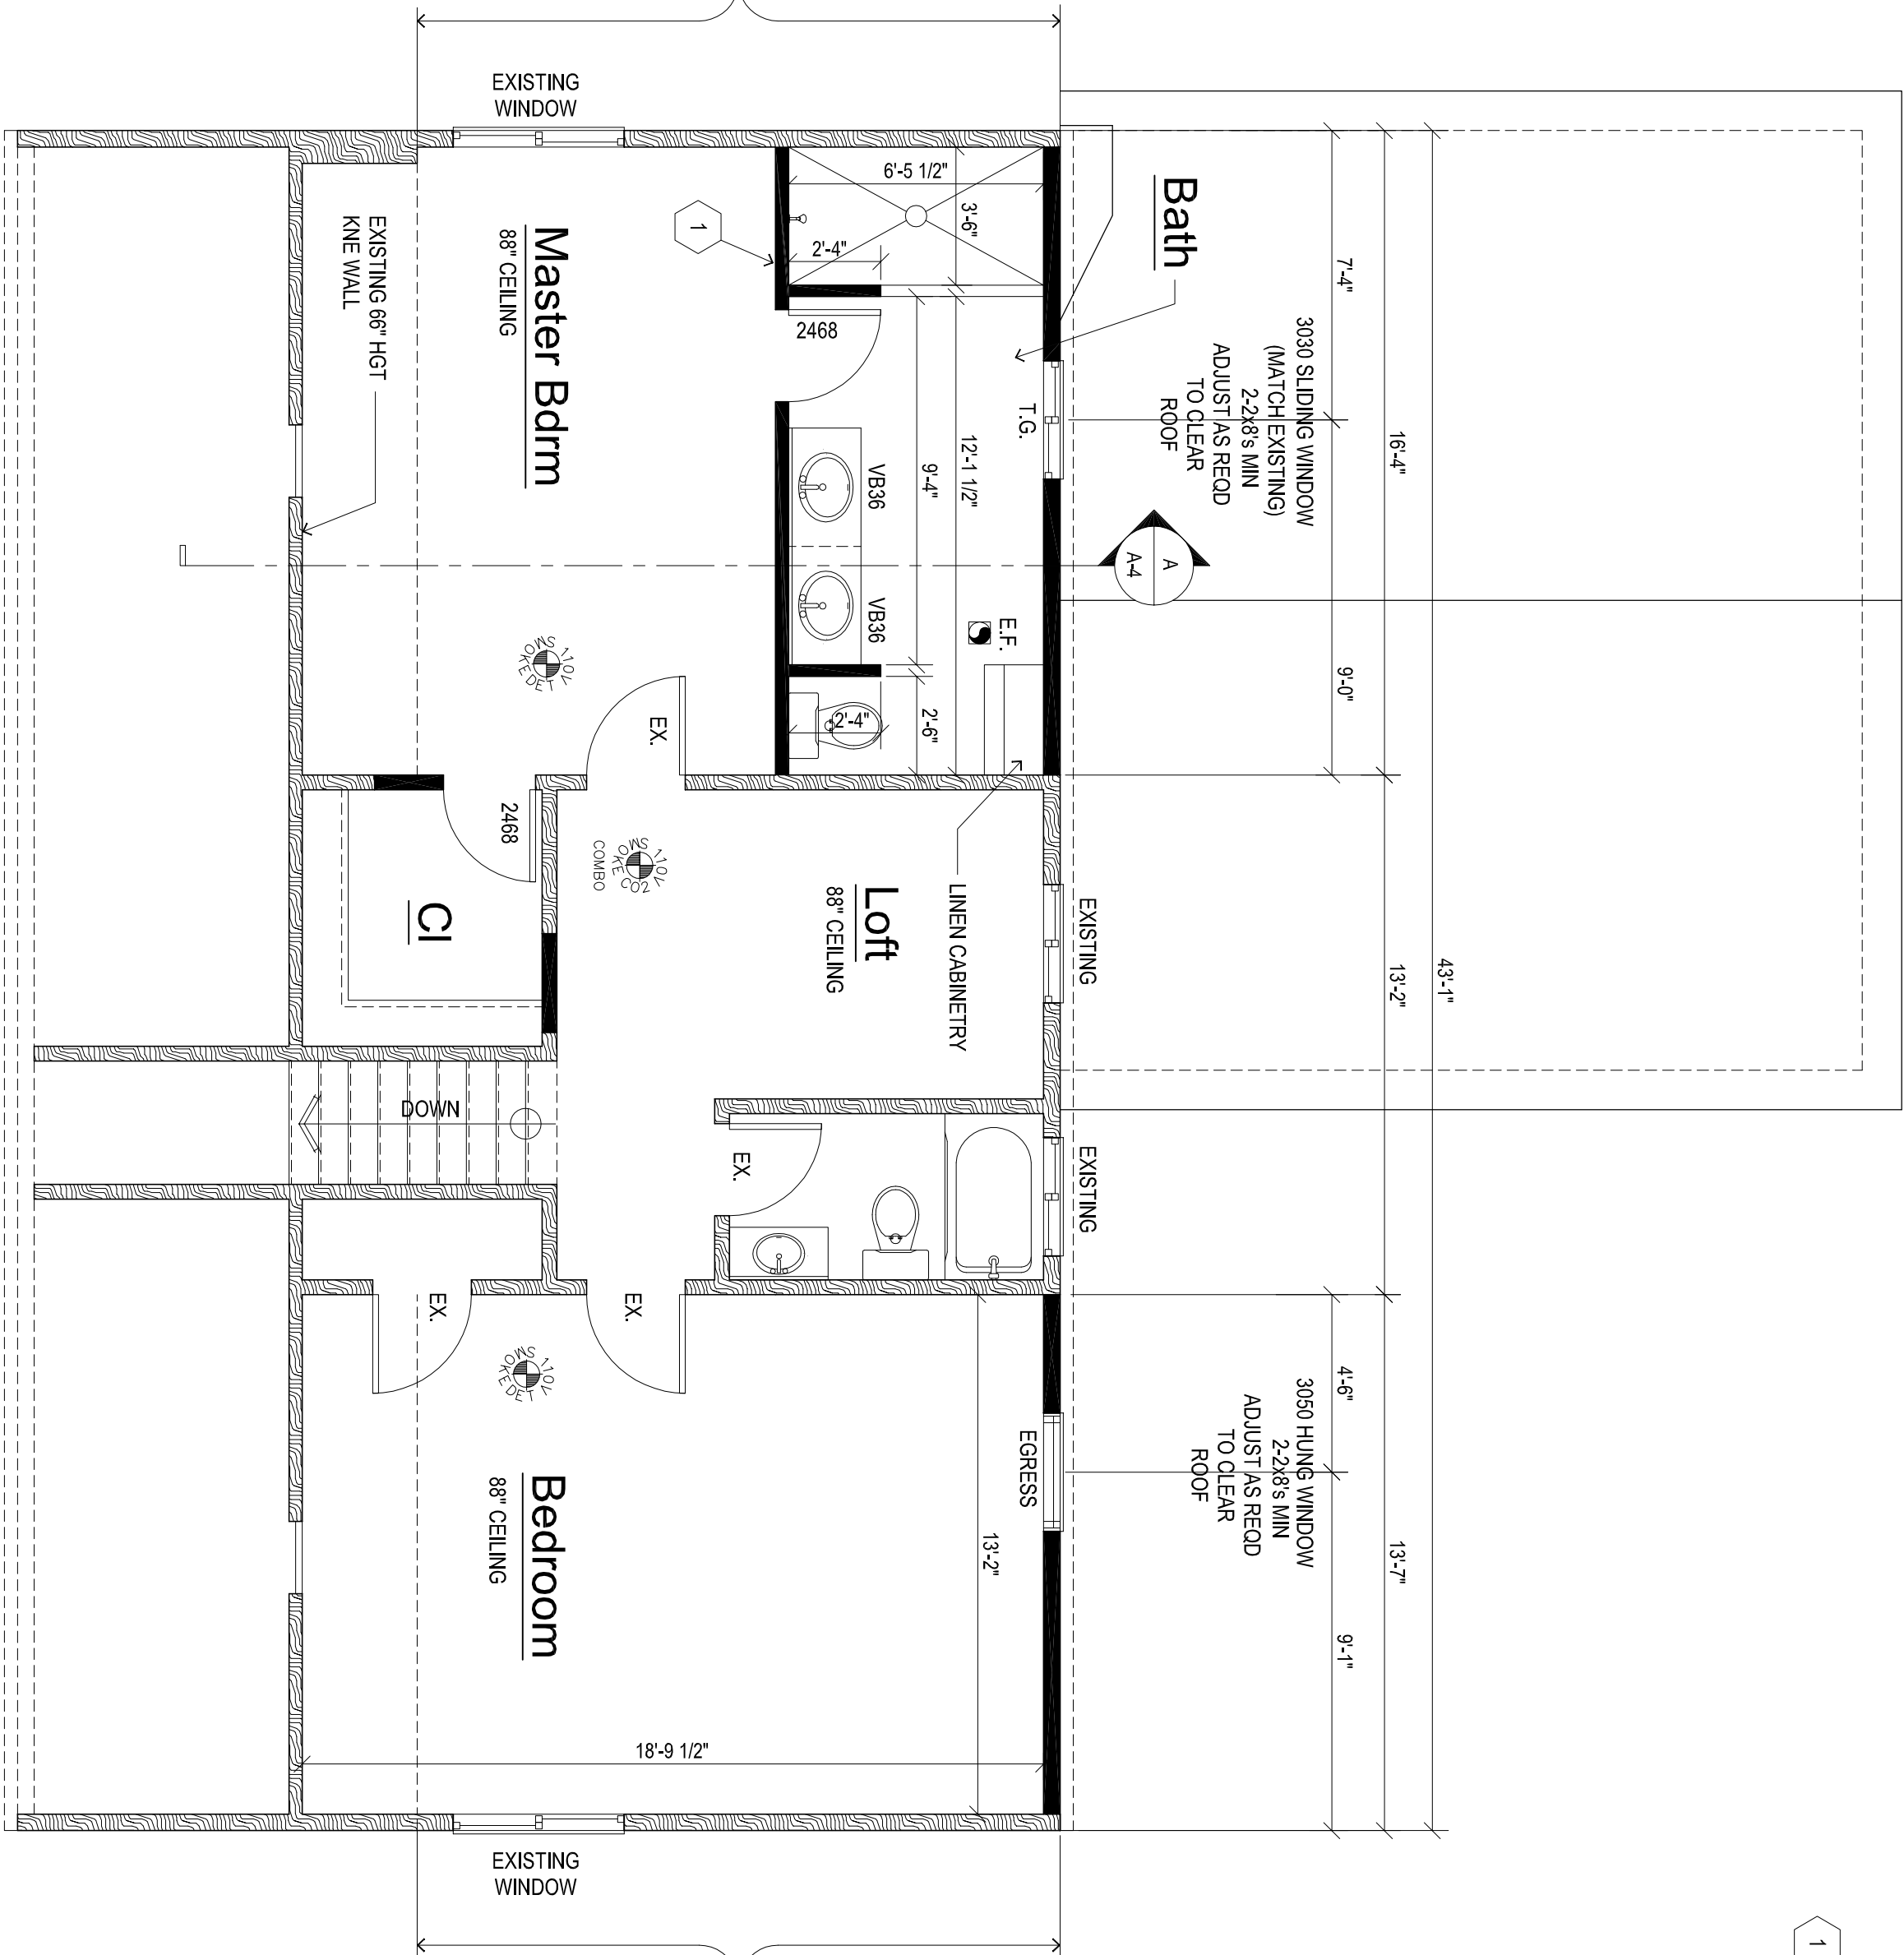 43'-1"
16'-4"
13'-2"
13'-7"
7'-4"
9'-0"
4'-6"
9'-1"
3030 SLIDING WINDOW
(MATCH EXISTING)
2-2x8's MIN
ADJUST AS REQD
TO CLEAR
ROOF
3050 HUNG WINDOW
2-2x8's MIN
ADJUST AS REQD
TO CLEAR
ROOF
Bath
A
A-4
EXISTING
EXISTING
T.G.
E.F.
EGRESS
LINEN CABINETRY
6'-5 1/2"
3'-6"
2'-4"
12'-1 1/2"
9'-4"
2'-6"
2'-4"
13'-2"
18'-9 1/2"
VB36
VB36
2468
Loft
88" CEILING
1
EX.
EX.
EX.
EX.
110V
SMOKE CO2
COMBO
Master Bdrm
88" CEILING
110V
SMOKE DET
Bedroom
88" CEILING
110V
SMOKE DET
2468
Cl
DOWN
EXISTING 66" HGT
KNE WALL
EXISTING
WINDOW
EXISTING
WINDOW
1